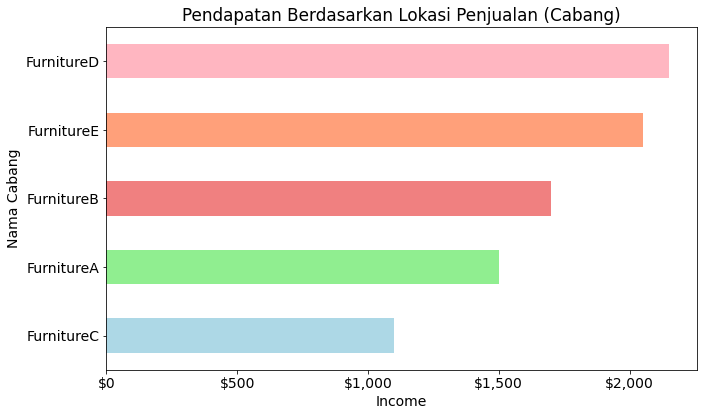 Pendapatan Berdasarkan Lokasi Penjualan (Cabang)
Nama Cabang
FurnitureD
FurnitureE
FurnitureB
FurnitureA
FurnitureC
$0 $500 $1,000 $1,500 $2,000
Income